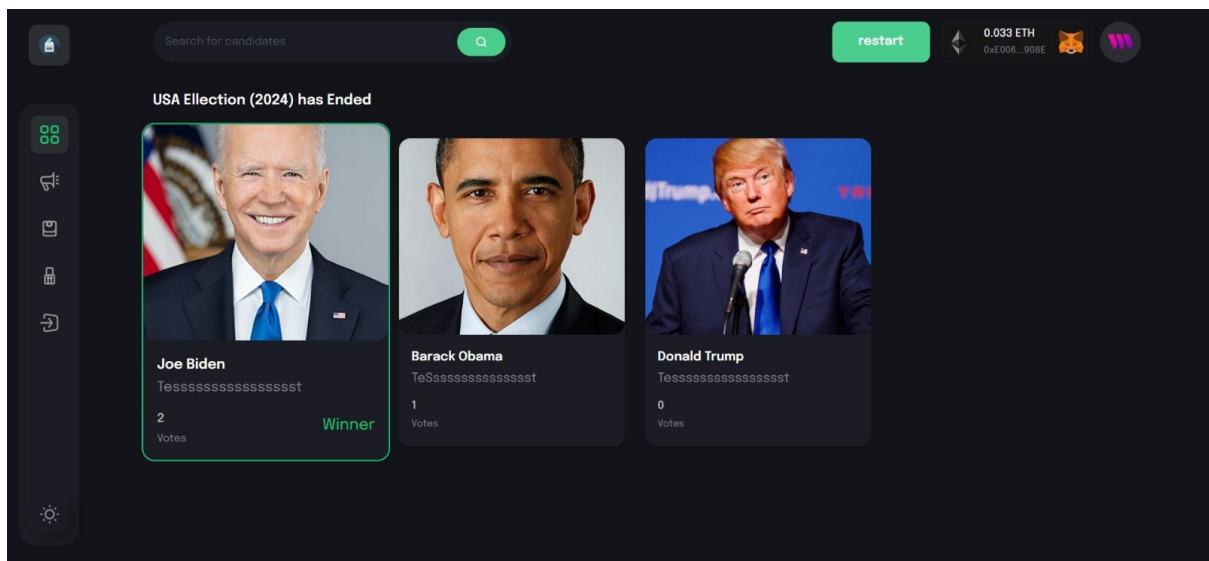 Search for candidates
restart
0.033 ETH
0xE006...908E
USA Ellection (2024) has Ended
Joe Biden
Tessssssssssssssssst
2
Votes
Winner
Barack Obama
TeSsssssssssssssst
1
Votes
Donald Trump
Tesssssssssssssssst
0
Votes